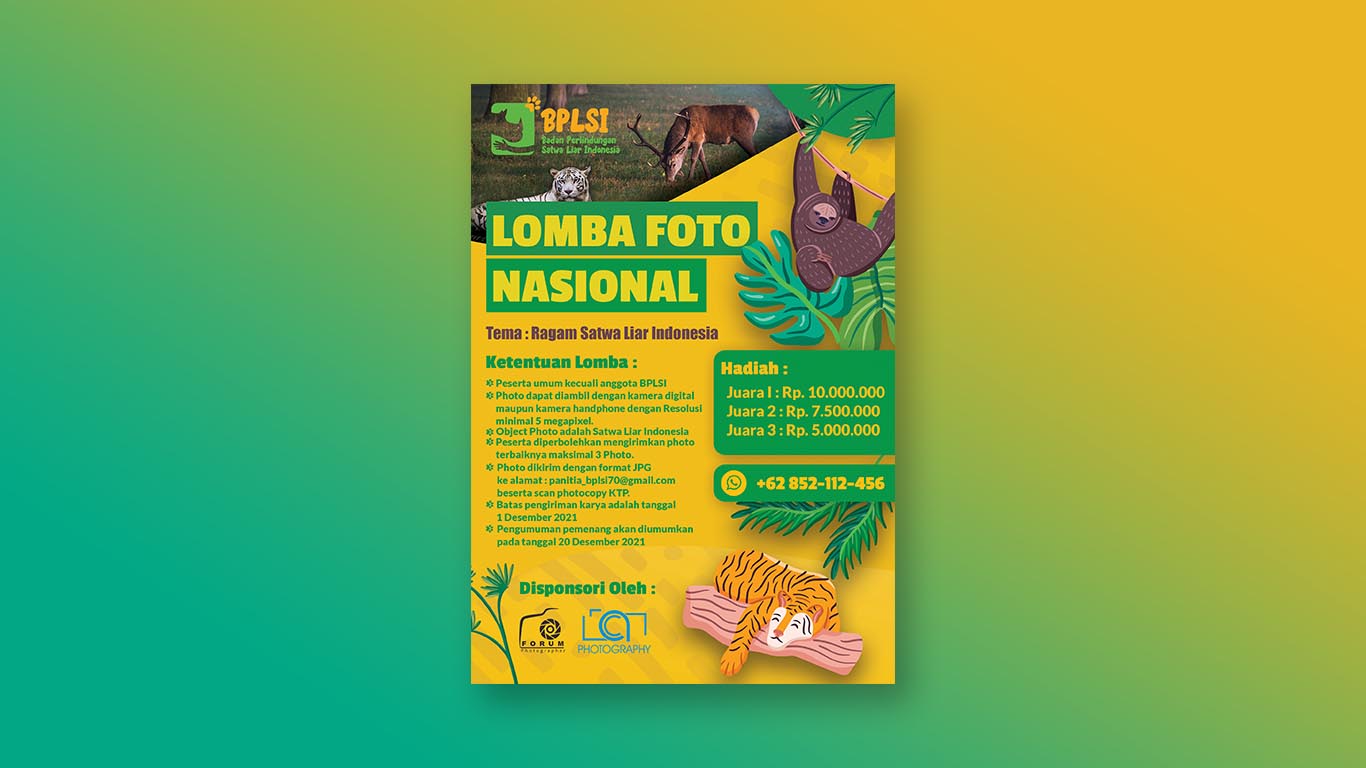 BPLSI
Badan Perlindungan
Satwa Liar Indonesia
LOMBA FOTO
NASIONAL
Tema : Ragam Satwa Liar Indonesia
Ketentuan Lomba :
Peserta umum kecuali anggota BPLSI
Photo dapat diambil dengan kamera digital
maupun kamera handphone dengan Resolusi
minimal 5 megapixel.
Object Photo adalah Satwa Liar Indonesia
Peserta diperbolehkan mengirimkan photo
terbaiknya maksimal 3 Photo.
Photo dikirim dengan format JPG
ke alamat : panitia_bplsi70@gmail.com
beserta scan photocopy KTP.
Batas pengiriman karya adalah tanggal
1 Desember 2021
Pengumuman pemenang akan diumumkan
pada tanggal 20 Desember 2021
Hadiah :
Juara I : Rp. 10.000.000
Juara 2 : Rp. 7.500.000
Juara 3 : Rp. 5.000.000
+62 852-112-456
Disponsori Oleh :
FORUM
Photographer
PHOTOGRAPHY